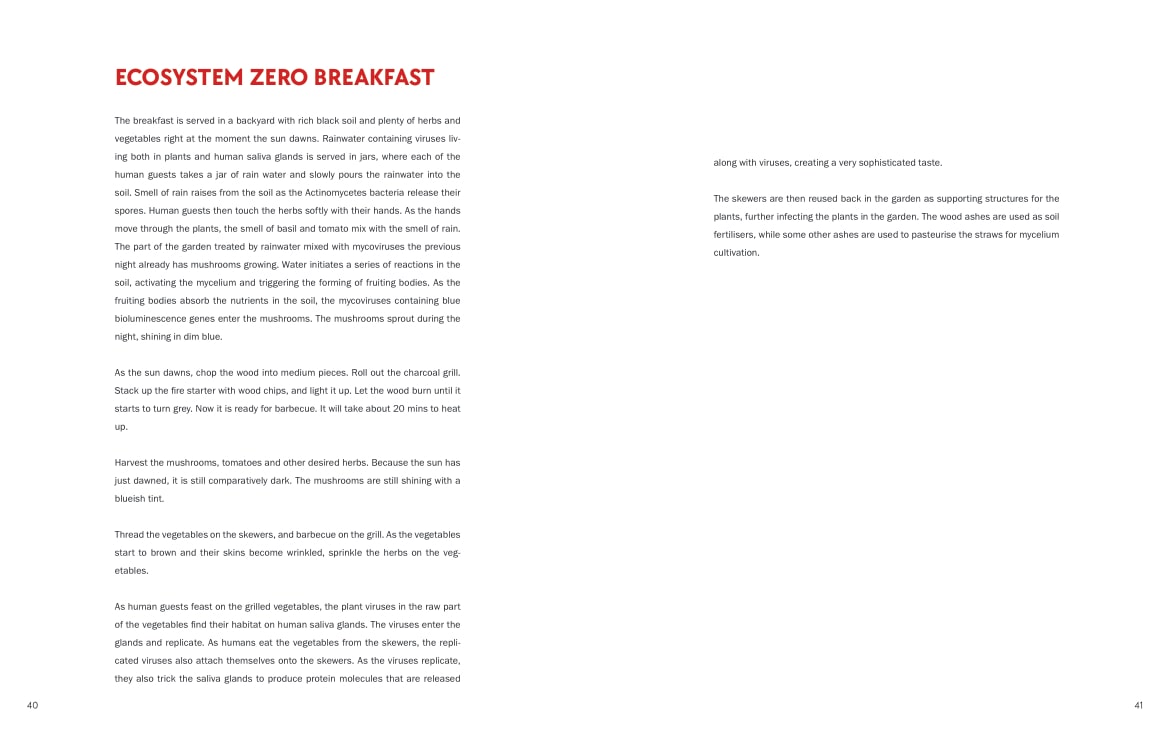 ECOSYSTEM ZERO BREAKFAST
The breakfast is served in a backyard with rich black soil and plenty of herbs and
vegetables right at the moment the sun dawns. Rainwater containing viruses liv-
ing both in plants and human saliva glands is served in jars, where each of the
human guests takes a jar of rain water and slowly pours the rainwater into the
soil. Smell of rain raises from the soil as the Actinomycetes bacteria release their
spores. Human guests then touch the herbs softly with their hands. As the hands
move through the plants, the smell of basil and tomato mix with the smell of rain.
The part of the garden treated by rainwater mixed with mycoviruses the previous
night already has mushrooms growing. Water initiates a series of reactions in the
soil, activating the mycelium and triggering the forming of fruiting bodies. As the
fruiting bodies absorb the nutrients in the soil, the mycoviruses containing blue
bioluminescence genes enter the mushrooms. The mushrooms sprout during the
night, shining in dim blue.
As the sun dawns, chop the wood into medium pieces. Roll out the charcoal grill.
Stack up the fire starter with wood chips, and light it up. Let the wood burn until it
starts to turn grey. Now it is ready for barbecue. It will take about 20 mins to heat
up.
Harvest the mushrooms, tomatoes and other desired herbs. Because the sun has
just dawned, it is still comparatively dark. The mushrooms are still shining with a
blueish tint.
Thread the vegetables on the skewers, and barbecue on the grill. As the vegetables
start to brown and their skins become wrinkled, sprinkle the herbs on the veg-
etables.
As human guests feast on the grilled vegetables, the plant viruses in the raw part
of the vegetables find their habitat on human saliva glands. The viruses enter the
glands and replicate. As humans eat the vegetables from the skewers, the repli-
cated viruses also attach themselves onto the skewers. As the viruses replicate,
they also trick the saliva glands to produce protein molecules that are released
40
along with viruses, creating a very sophisticated taste.
The skewers are then reused back in the garden as supporting structures for the
plants, further infecting the plants in the garden. The wood ashes are used as soil
fertilisers, while some other ashes are used to pasteurise the straws for mycelium
cultivation.
41